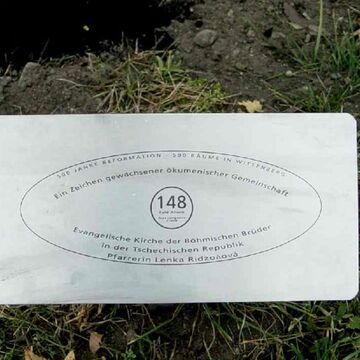 500 JAHRE REFORMATION - 500 BÄUME IN WITTENBERG
Ein Zeichen gewachsener ökumenischer Gemeinschaft
148
Evangelische Kirche der Böhmischen Brüder
in der Tschechischen Republik
Pfarrerin Lenka Ridzoňová